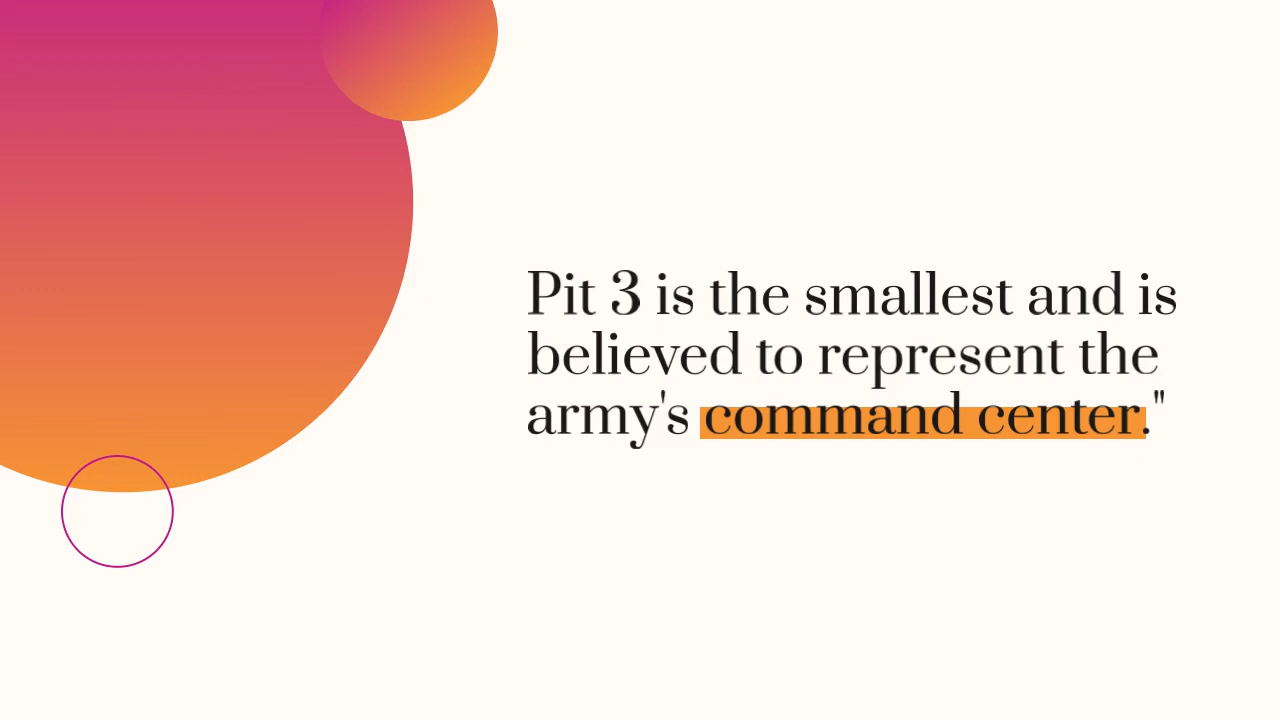 Pit 3 is the smallest and is
believed to represent the
army's command center."